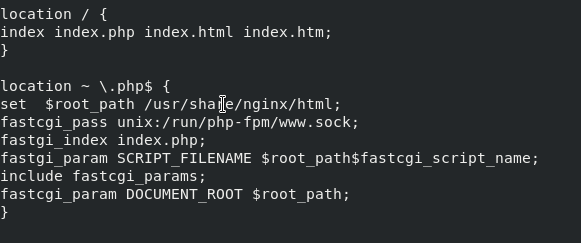 location / {
index index.php index.html index.htm;
}
location ~ \.php$ {
set  $root_path /usr/share/nginx/html;
fastcgi_pass unix:/run/php-fpm/www.sock;
fastgi_index index.php;
fastgi_param SCRIPT_FILENAME $root_path$fastcgi_script_name;
include fastcgi_params;
fastcgi_param DOCUMENT_ROOT $root_path;
}